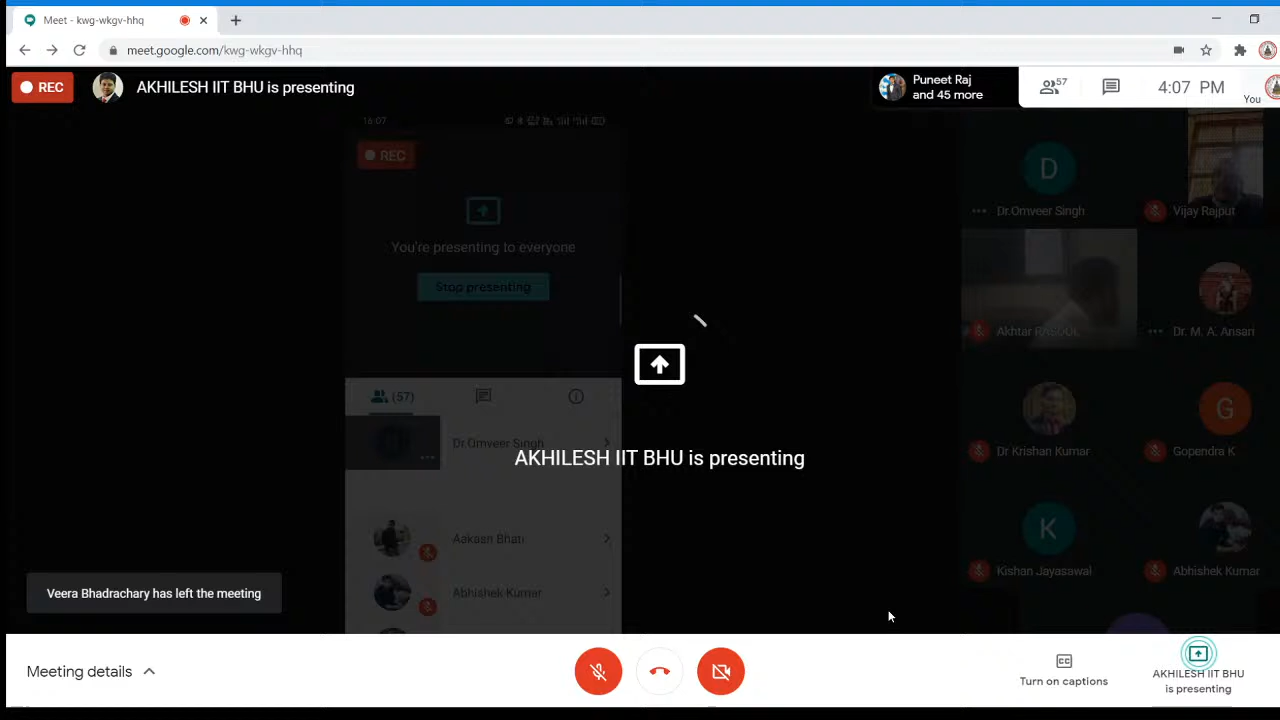 Meet - kwg-wkgv-hhq
meet.google.com/kwg-wkgv-hhq
REC
AKHILESH IIT BHU is presenting
Puneet Raj
and 45 more
57
4:07 PM
You
16:07
REC
You're presenting to everyone
Stop presenting
(57)
Dr.Omveer Singh
Aakash Bhati
Abhishek Kumar
AKHILESH IIT BHU is presenting
D
Dr.Omveer Singh
Vijay Rajput
Akhtar RASOOL
Dr. M. A. Ansari
Dr Krishan Kumar
G
Gopendra K
K
Kishan Jayasawal
Abhishek Kumar
Veera Bhadrachary has left the meeting
Meeting details
CC
Turn on captions
AKHILESH IIT BHU
is presenting